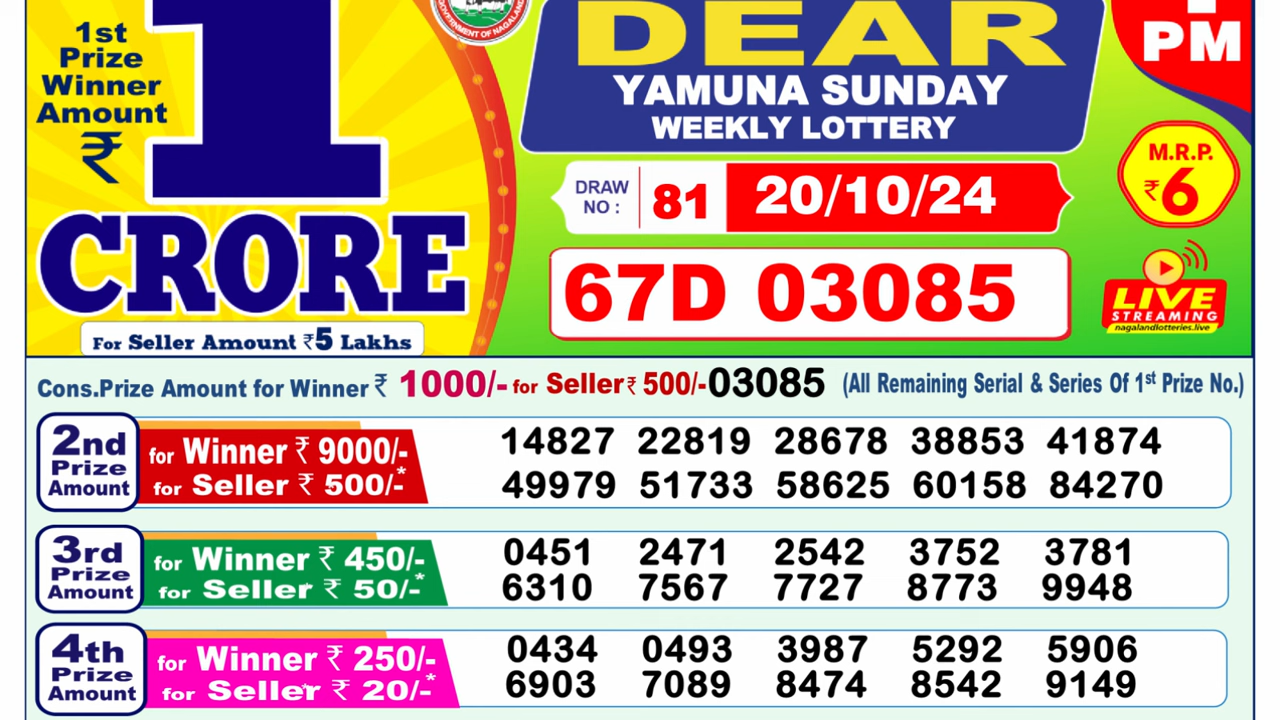 1
1st
Prize
Winner
Amount
₹
CRORE
For Seller Amount ₹5 Lakhs
GOVERNMENT OF NAGALAND
DEAR
YAMUNA SUNDAY
WEEKLY LOTTERY
PM
DRAW
NO :
81
20/10/24
M.R.P.
₹6
67D 03085
LIVE
STREAMING
nagalandlotteries.live
Cons.Prize Amount for Winner ₹ 1000/- for Seller ₹ 500/- 03085 (All Remaining Serial & Series Of 1st Prize No.)
2nd
Prize
Amount
for Winner ₹ 9000/-
for Seller ₹ 500/-*
14827 22819 28678 38853 41874
49979 51733 58625 60158 84270
3rd
Prize
Amount
for Winner ₹ 450/-
for Seller ₹ 50/-*
0451 2471 2542 3752 3781
6310 7567 7727 8773 9948
4th
Prize
Amount
for Winner ₹ 250/-
for Seller ₹ 20/-*
0434 0493 3987 5292 5906
6903 7089 8474 8542 9149